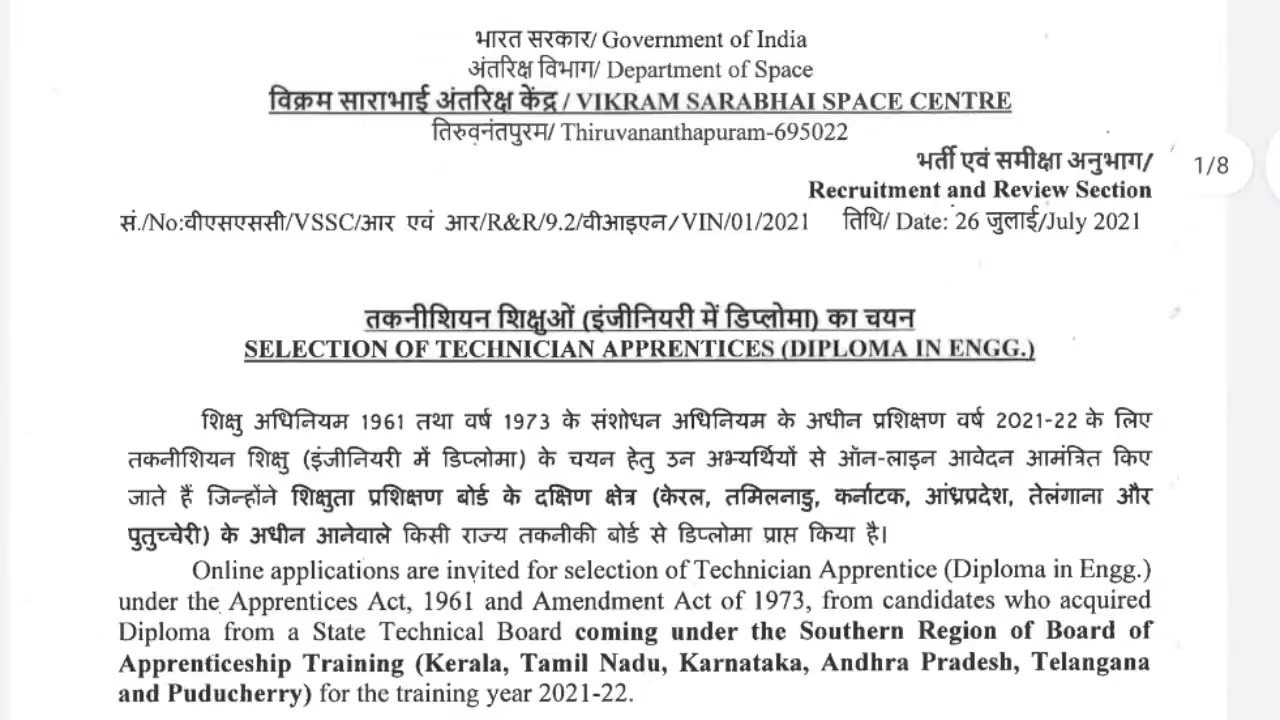 भारत सरकार/ Government of India
अंतरिक्ष विभाग/ Department of Space
विक्रम साराभाई अंतरिक्ष केंद्र / VIKRAM SARABHAI SPACE CENTRE
तिरुवनंतपुरम/ Thiruvananthapuram-695022
भर्ती एवं समीक्षा अनुभाग/
1/8
Recruitment and Review Section
सं./No:वीएसएससी/VSSC/आर एवं आर/R&R/9.2/वीआइएन/VIN/01/2021 तिथि/ Date: 26 जुलाई/July 2021
तकनीशियन शिक्षुओं (इंजीनियरी में डिप्लोमा) का चयन
SELECTION OF TECHNICIAN APPRENTICES (DIPLOMA IN ENGG.)
शिक्षु अधिनियम 1961 तथा वर्ष 1973 के संशोधन अधिनियम के अधीन प्रशिक्षण वर्ष 2021-22 के लिए
तकनीशियन शिक्षु (इंजीनियरी में डिप्लोमा) के चयन हेतु उन अभ्यर्थियों से ऑन-लाइन आवेदन आमंत्रित किए
जाते हैं जिन्होंने शिक्षुता प्रशिक्षण बोर्ड के दक्षिण क्षेत्र (केरल, तमिलनाडु, कर्नाटक, आंध्रप्रदेश, तेलंगाना और
पुतुच्चेरी) के अधीन आनेवाले किसी राज्य तकनीकी बोर्ड से डिप्लोमा प्राप्त किया है।
Online applications are invited for selection of Technician Apprentice (Diploma in Engg.)
under the Apprentices Act, 1961 and Amendment Act of 1973, from candidates who acquired
Diploma from a State Technical Board coming under the Southern Region of Board of
Apprenticeship Training (Kerala, Tamil Nadu, Karnataka, Andhra Pradesh, Telangana
and Puducherry) for the training year 2021-22.